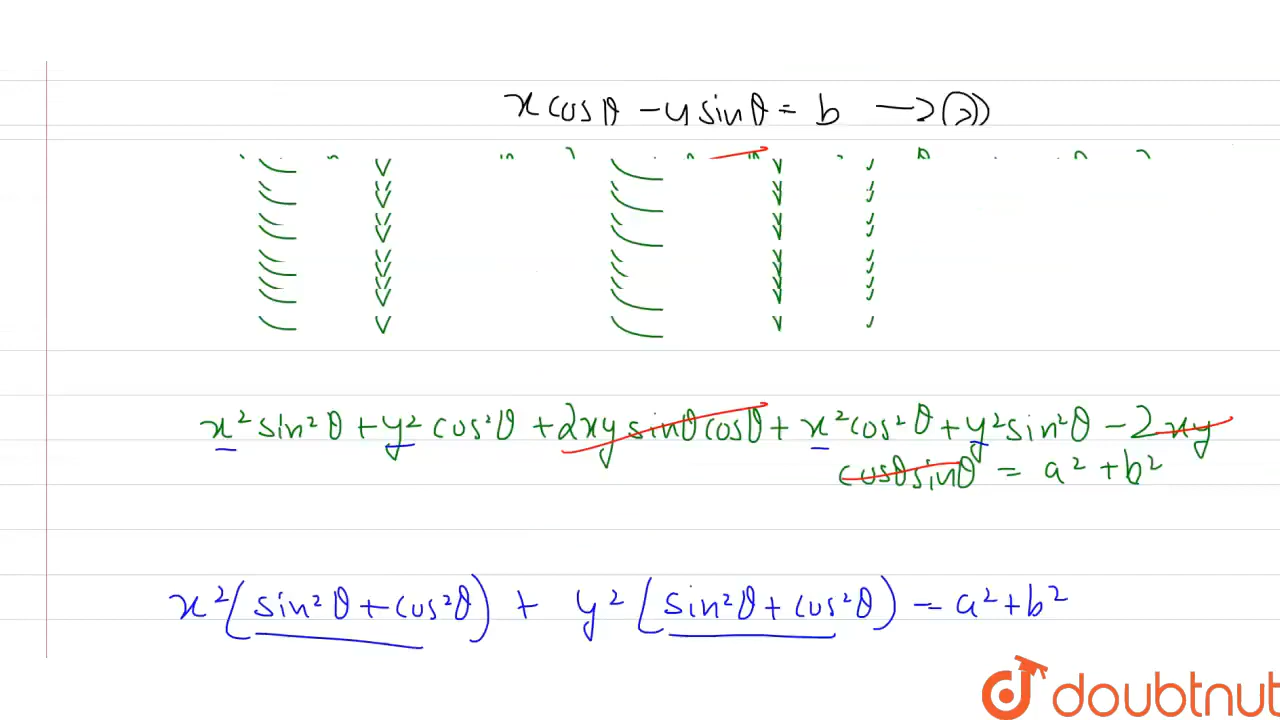 x cos θ - y sin θ = b → (2)
x² sin² θ + y² cos² θ + 2xy sin θ cos θ + x² cos² θ + y² sin² θ - 2xy
cos θ sin θ = a² + b²
x² (sin² θ + cos² θ) + y² (sin² θ + cos² θ) = a² + b²
doubtnut